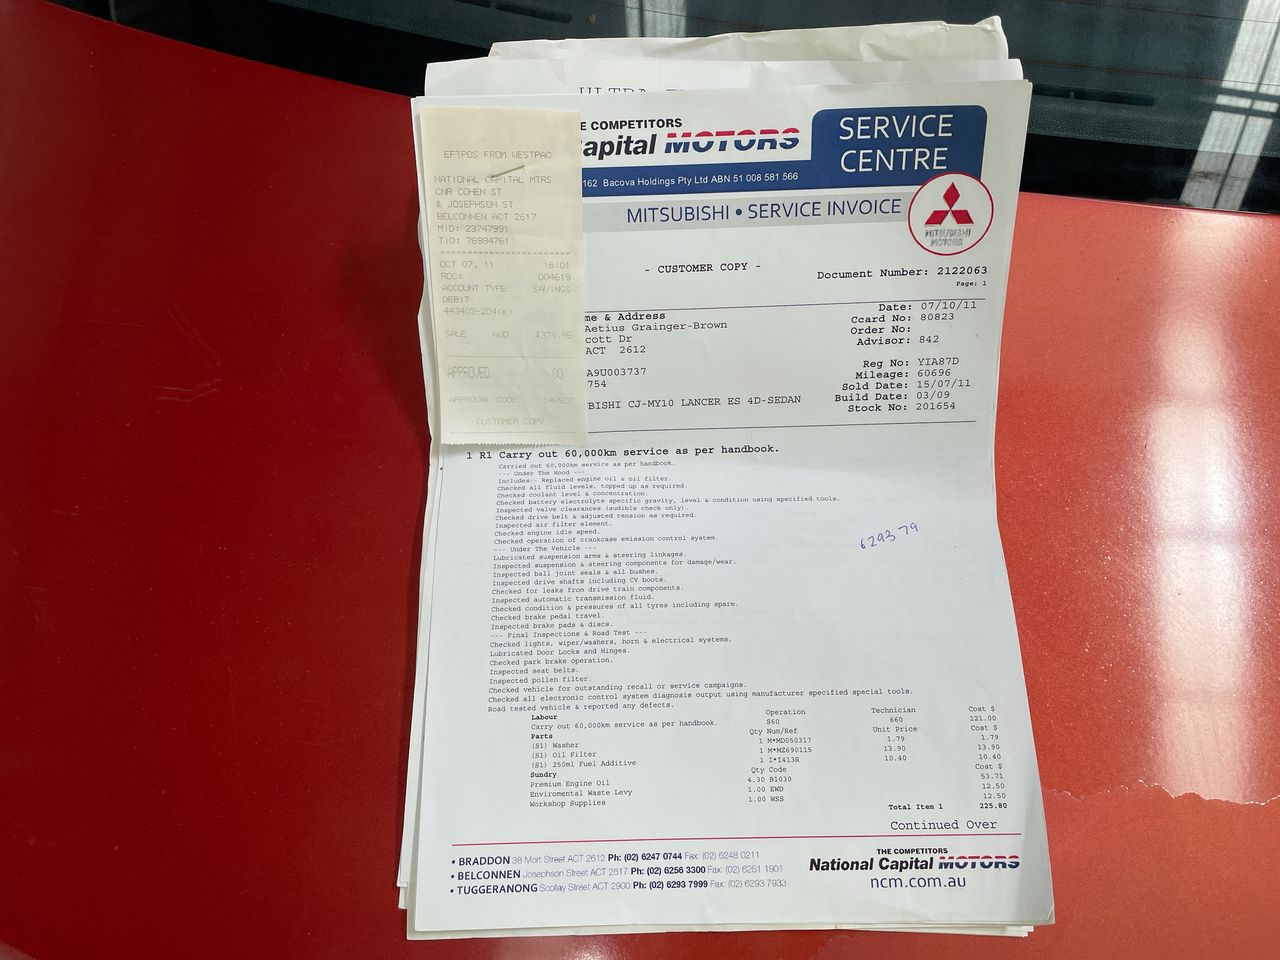 ULTRA
EFTPOS FROM WESTPAC
NATIONAL CAPITAL MTRS
CNR COHEN ST
& JOSEPHSON ST
BELCONNEN ACT 2617
MID: 23747991
TID: 76984761
OCT 07, 11 16:01
ROC: 004619
ACCOUNT TYPE SAVINGS
DEBIT
443402-204(e)
SALE AUD $374.95
APPROVED 00
APPROVAL CODE
CUSTOMER COPY
E COMPETITORS
apital MOTORS
SERVICE
CENTRE
162 Bacova Holdings Pty Ltd ABN 51 008 581 566
MITSUBISHI • SERVICE INVOICE
MITSUBISHI
MOTORS
- CUSTOMER COPY -
Document Number: 2122063
Page: 1
me & Address
Aetius Grainger-Brown
cott Dr
ACT 2612
A9U003737
754
BISHI CJ-MY10 LANCER ES 4D-SEDAN
Date: 07/10/11
Ccard No: 80823
Order No:
Advisor: 842
Reg No: YIA87D
Mileage: 60696
Sold Date: 15/07/11
Build Date: 03/09
Stock No: 201654
1 R1 Carry out 60,000km service as per handbook.
Carried out 60,000km service as per handbook.
--- Under The Hood ---
Includes:- Replaced engine oil & oil filter.
Checked all fluid levels, topped up as required.
Checked coolant level & concentration.
Checked battery electrolyte specific gravity, level & condition using specified tools.
Inspected valve clearances (audible check only).
Checked drive belt & adjusted tension as required.
Inspected air filter element.
Checked engine idle speed.
Checked operation of crankcase emission control system.
--- Under The Vehicle ---
Lubricated suspension arms & steering linkages.
Inspected suspension & steering components for damage/wear.
Inspected ball joint seals & all bushes.
Inspected drive shafts including CV boots.
Checked for leaks from drive train components.
Inspected automatic transmission fluid.
Checked condition & pressures of all tyres including spare.
Checked brake pedal travel.
Inspected brake pads & discs.
--- Final Inspections & Road Test ---
Checked lights, wiper/washers, horn & electrical systems.
Lubricated Door Locks and Hinges.
Checked park brake operation.
Inspected seat belts.
Inspected pollen filter.
Checked vehicle for outstanding recall or service campaigns.
Checked all electronic control system diagnosis output using manufacturer specified special tools.
Road tested vehicle & reported any defects.
629379
Labour Operation Technician Cost $
Carry out 60,000km service as per handbook. S60 660 121.00
Parts Qty Num/Ref Unit Price Cost $
(S1) Washer 1 M*MD050317 1.79 1.79
(S1) Oil Filter 1 M*MZ690115 13.90 13.90
(S1) 250ml Fuel Additive 1 I*I413R 10.40 10.40
Sundry Qty Code Cost $
Premium Engine Oil 4.30 B1030 53.71
Enviromental Waste Levy 1.00 EWD 12.50
Workshop Supplies 1.00 WSS 12.50
Total Item 1 225.80
Continued Over
• BRADDON 38 Mort Street ACT 2612 Ph: (02) 6247 0744 Fax: (02) 6248 0211
• BELCONNEN Josephson Street ACT 2617 Ph: (02) 6256 3300 Fax: (02) 6251 1901
• TUGGERANONG Scollay Street ACT 2900 Ph: (02) 6293 7999 Fax: (02) 6293 7933
THE COMPETITORS
National Capital MOTORS
ncm.com.au